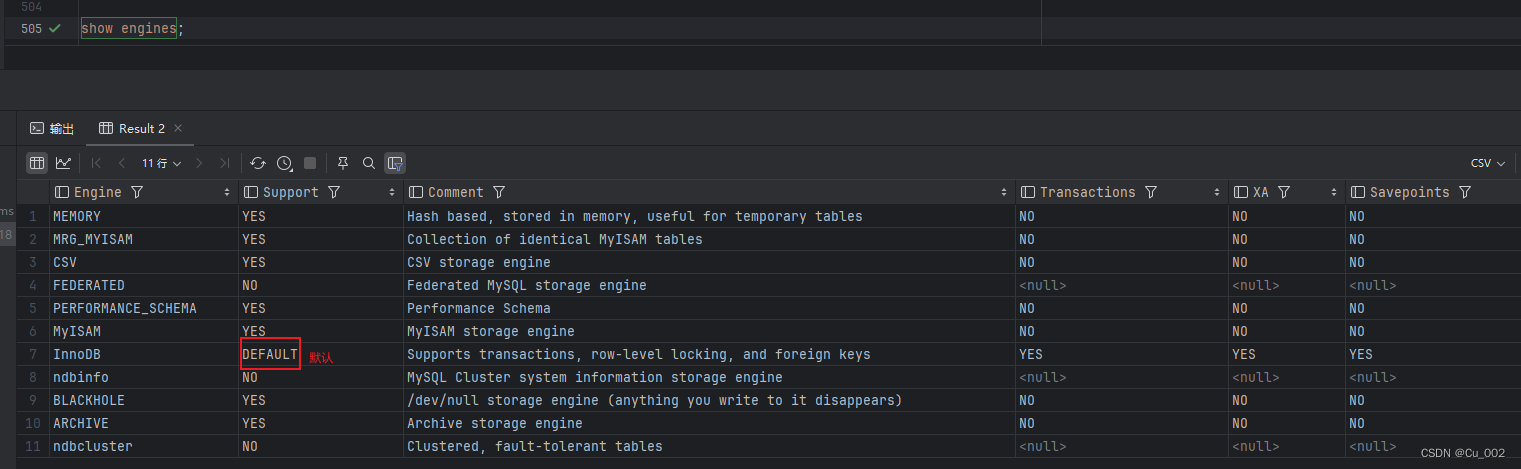 504
505 show engines;
输出 Result 2
11 行 CSV
Engine Support Comment Transactions XA Savepoints
ms
1 MEMORY YES Hash based, stored in memory, useful for temporary tables NO NO NO
18
2 MRG_MYISAM YES Collection of identical MyISAM tables NO NO NO
3 CSV YES CSV storage engine NO NO NO
4 FEDERATED NO Federated MySQL storage engine <null> <null> <null>
5 PERFORMANCE_SCHEMA YES Performance Schema NO NO NO
6 MyISAM YES MyISAM storage engine NO NO NO
7 InnoDB DEFAULT 默认 Supports transactions, row-level locking, and foreign keys YES YES YES
8 ndbinfo NO MySQL Cluster system information storage engine <null> <null> <null>
9 BLACKHOLE YES /dev/null storage engine (anything you write to it disappears) NO NO NO
10 ARCHIVE YES Archive storage engine NO NO NO
11 ndbcluster NO Clustered, fault-tolerant tables <null> <null> <null>
CSDN @Cu_002